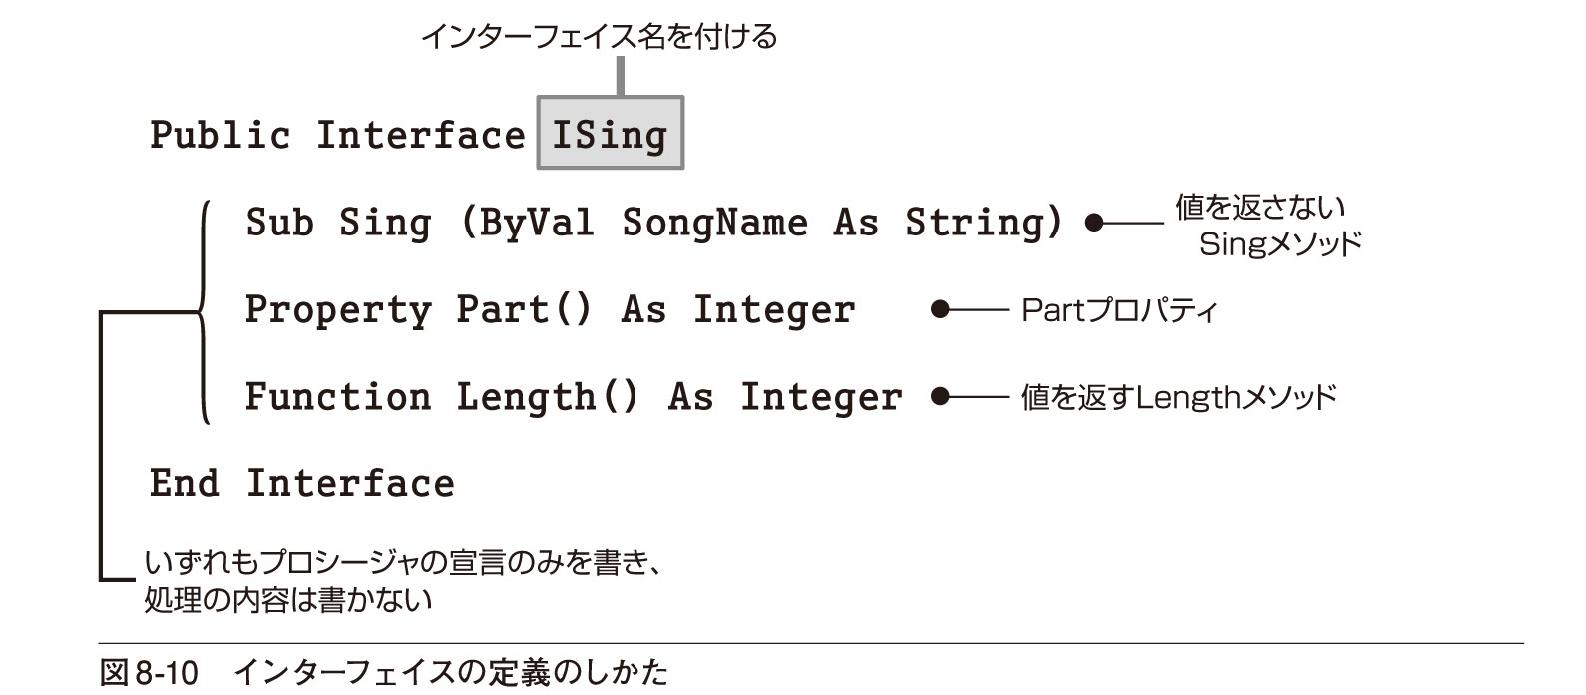 インターフェイス名を付ける
Public Interface ISing
Sub Sing (ByVal SongName As String)
値を返さない
Singメソッド
Property Part() As Integer
Partプロパティ
Function Length() As Integer
値を返すLengthメソッド
End Interface
いずれもプロシージャの宣言のみを書き、
処理の内容は書かない
図8-10　インターフェイスの定義のしかた